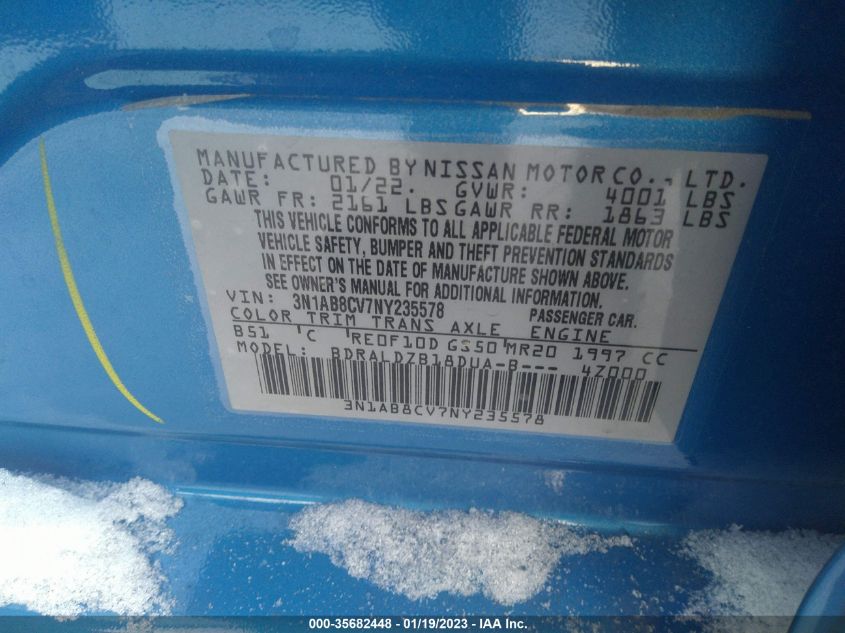 MANUFACTURED BY NISSAN MOTOR CO., LTD.
DATE: 01/22. GVWR: 4001 LBS
GAWR FR: 2161 LBS GAWR RR: 1863 LBS
THIS VEHICLE CONFORMS TO ALL APPLICABLE FEDERAL MOTOR
VEHICLE SAFETY, BUMPER AND THEFT PREVENTION STANDARDS
IN EFFECT ON THE DATE OF MANUFACTURE SHOWN ABOVE.
SEE OWNER'S MANUAL FOR ADDITIONAL INFORMATION.
VIN: 3N1AB8CV7NY235578 PASSENGER CAR.
COLOR TRIM TRANS AXLE ENGINE
B51 C RE0F10D GS50 MR20 1997 CC
MODEL: BDRALDZB18DUA-B--- 4Z000
3N1AB8CV7NY235578
000-35682448 - 01/19/2023 - IAA Inc.